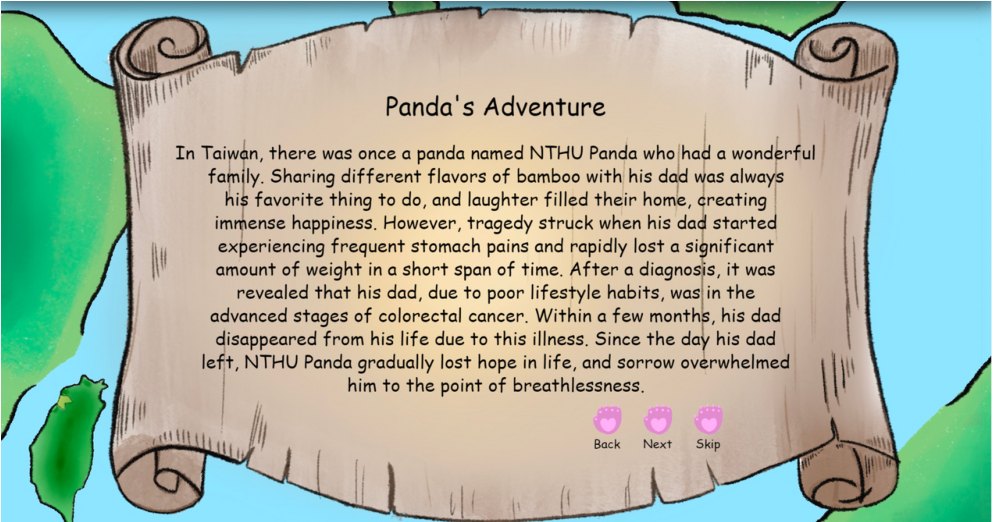 Panda's Adventure
In Taiwan, there was once a panda named NTHU Panda who had a wonderful
family. Sharing different flavors of bamboo with his dad was always
his favorite thing to do, and laughter filled their home, creating
immense happiness. However, tragedy struck when his dad started
experiencing frequent stomach pains and rapidly lost a significant
amount of weight in a short span of time. After a diagnosis, it was
revealed that his dad, due to poor lifestyle habits, was in the
advanced stages of colorectal cancer. Within a few months, his dad
disappeared from his life due to this illness. Since the day his dad
left, NTHU Panda gradually lost hope in life, and sorrow overwhelmed
him to the point of breathlessness.
Back Next Skip